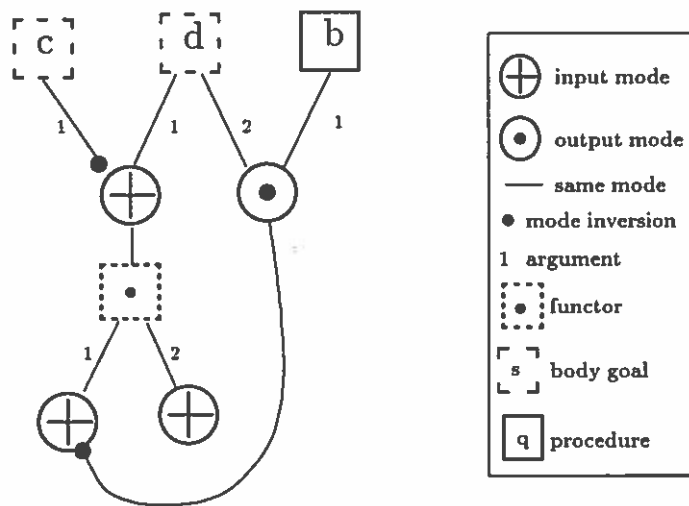 c d b
1 1 2 1
1 2
input mode
output mode
same mode
mode inversion
1 argument
functor
s body goal
q procedure